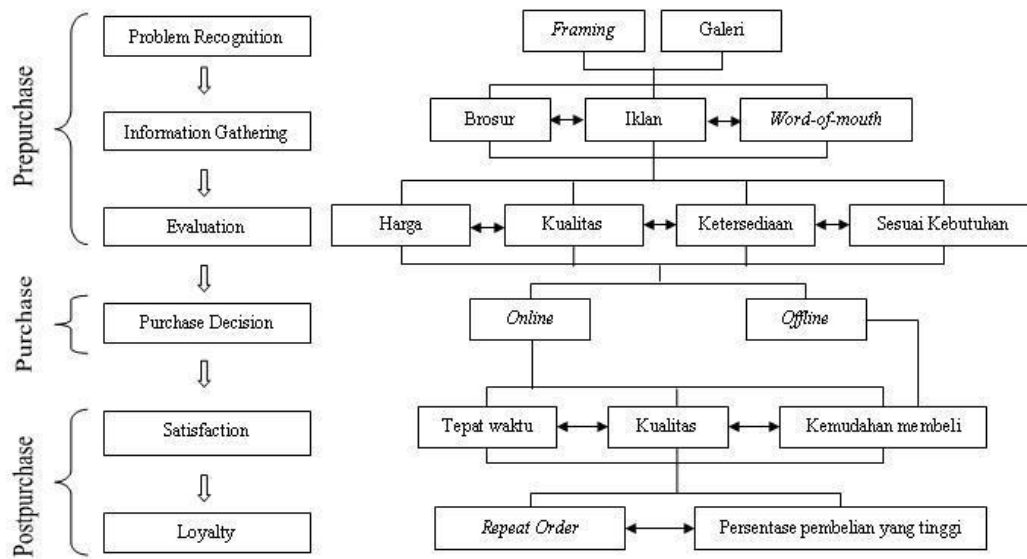 Prepurchase
Problem Recognition
Framing
Galeri
Information Gathering
Brosur
Iklan
Word-of-mouth
Evaluation
Harga
Kualitas
Ketersediaan
Sesuai Kebutuhan
Purchase
Purchase Decision
Online
Offline
Postpurchase
Satisfaction
Tepat waktu
Kualitas
Kemudahan membeli
Loyalty
Repeat Order
Persentase pembelian yang tinggi